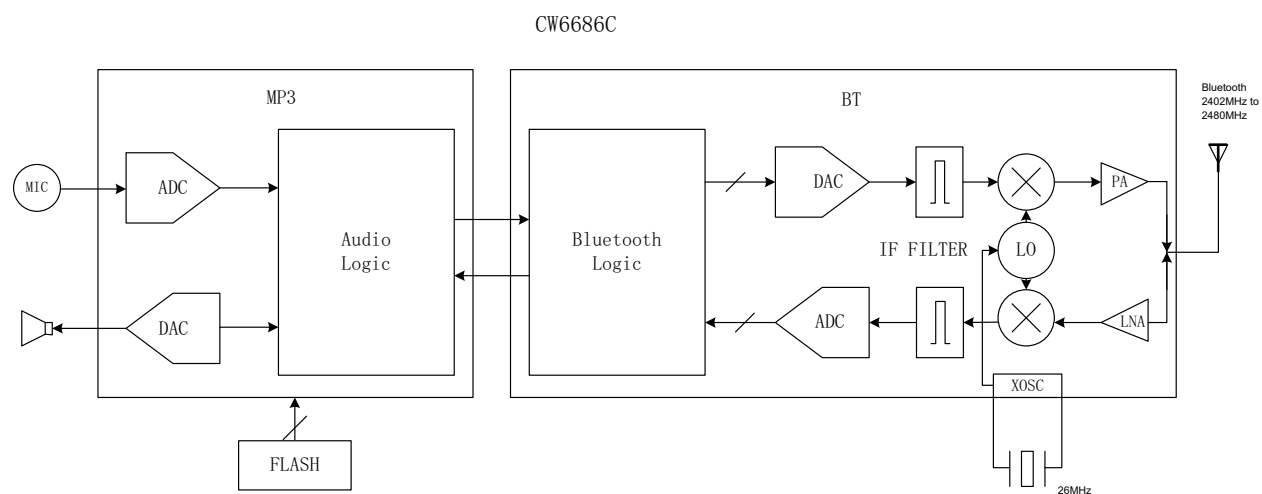 CW6686C
MP3
BT
Bluetooth
2402MHz to
2480MHz
MIC
ADC
DAC
PA
Audio
Logic
Bluetooth
Logic
IF FILTER
LO
DAC
ADC
LNA
XOSC
FLASH
26MHz